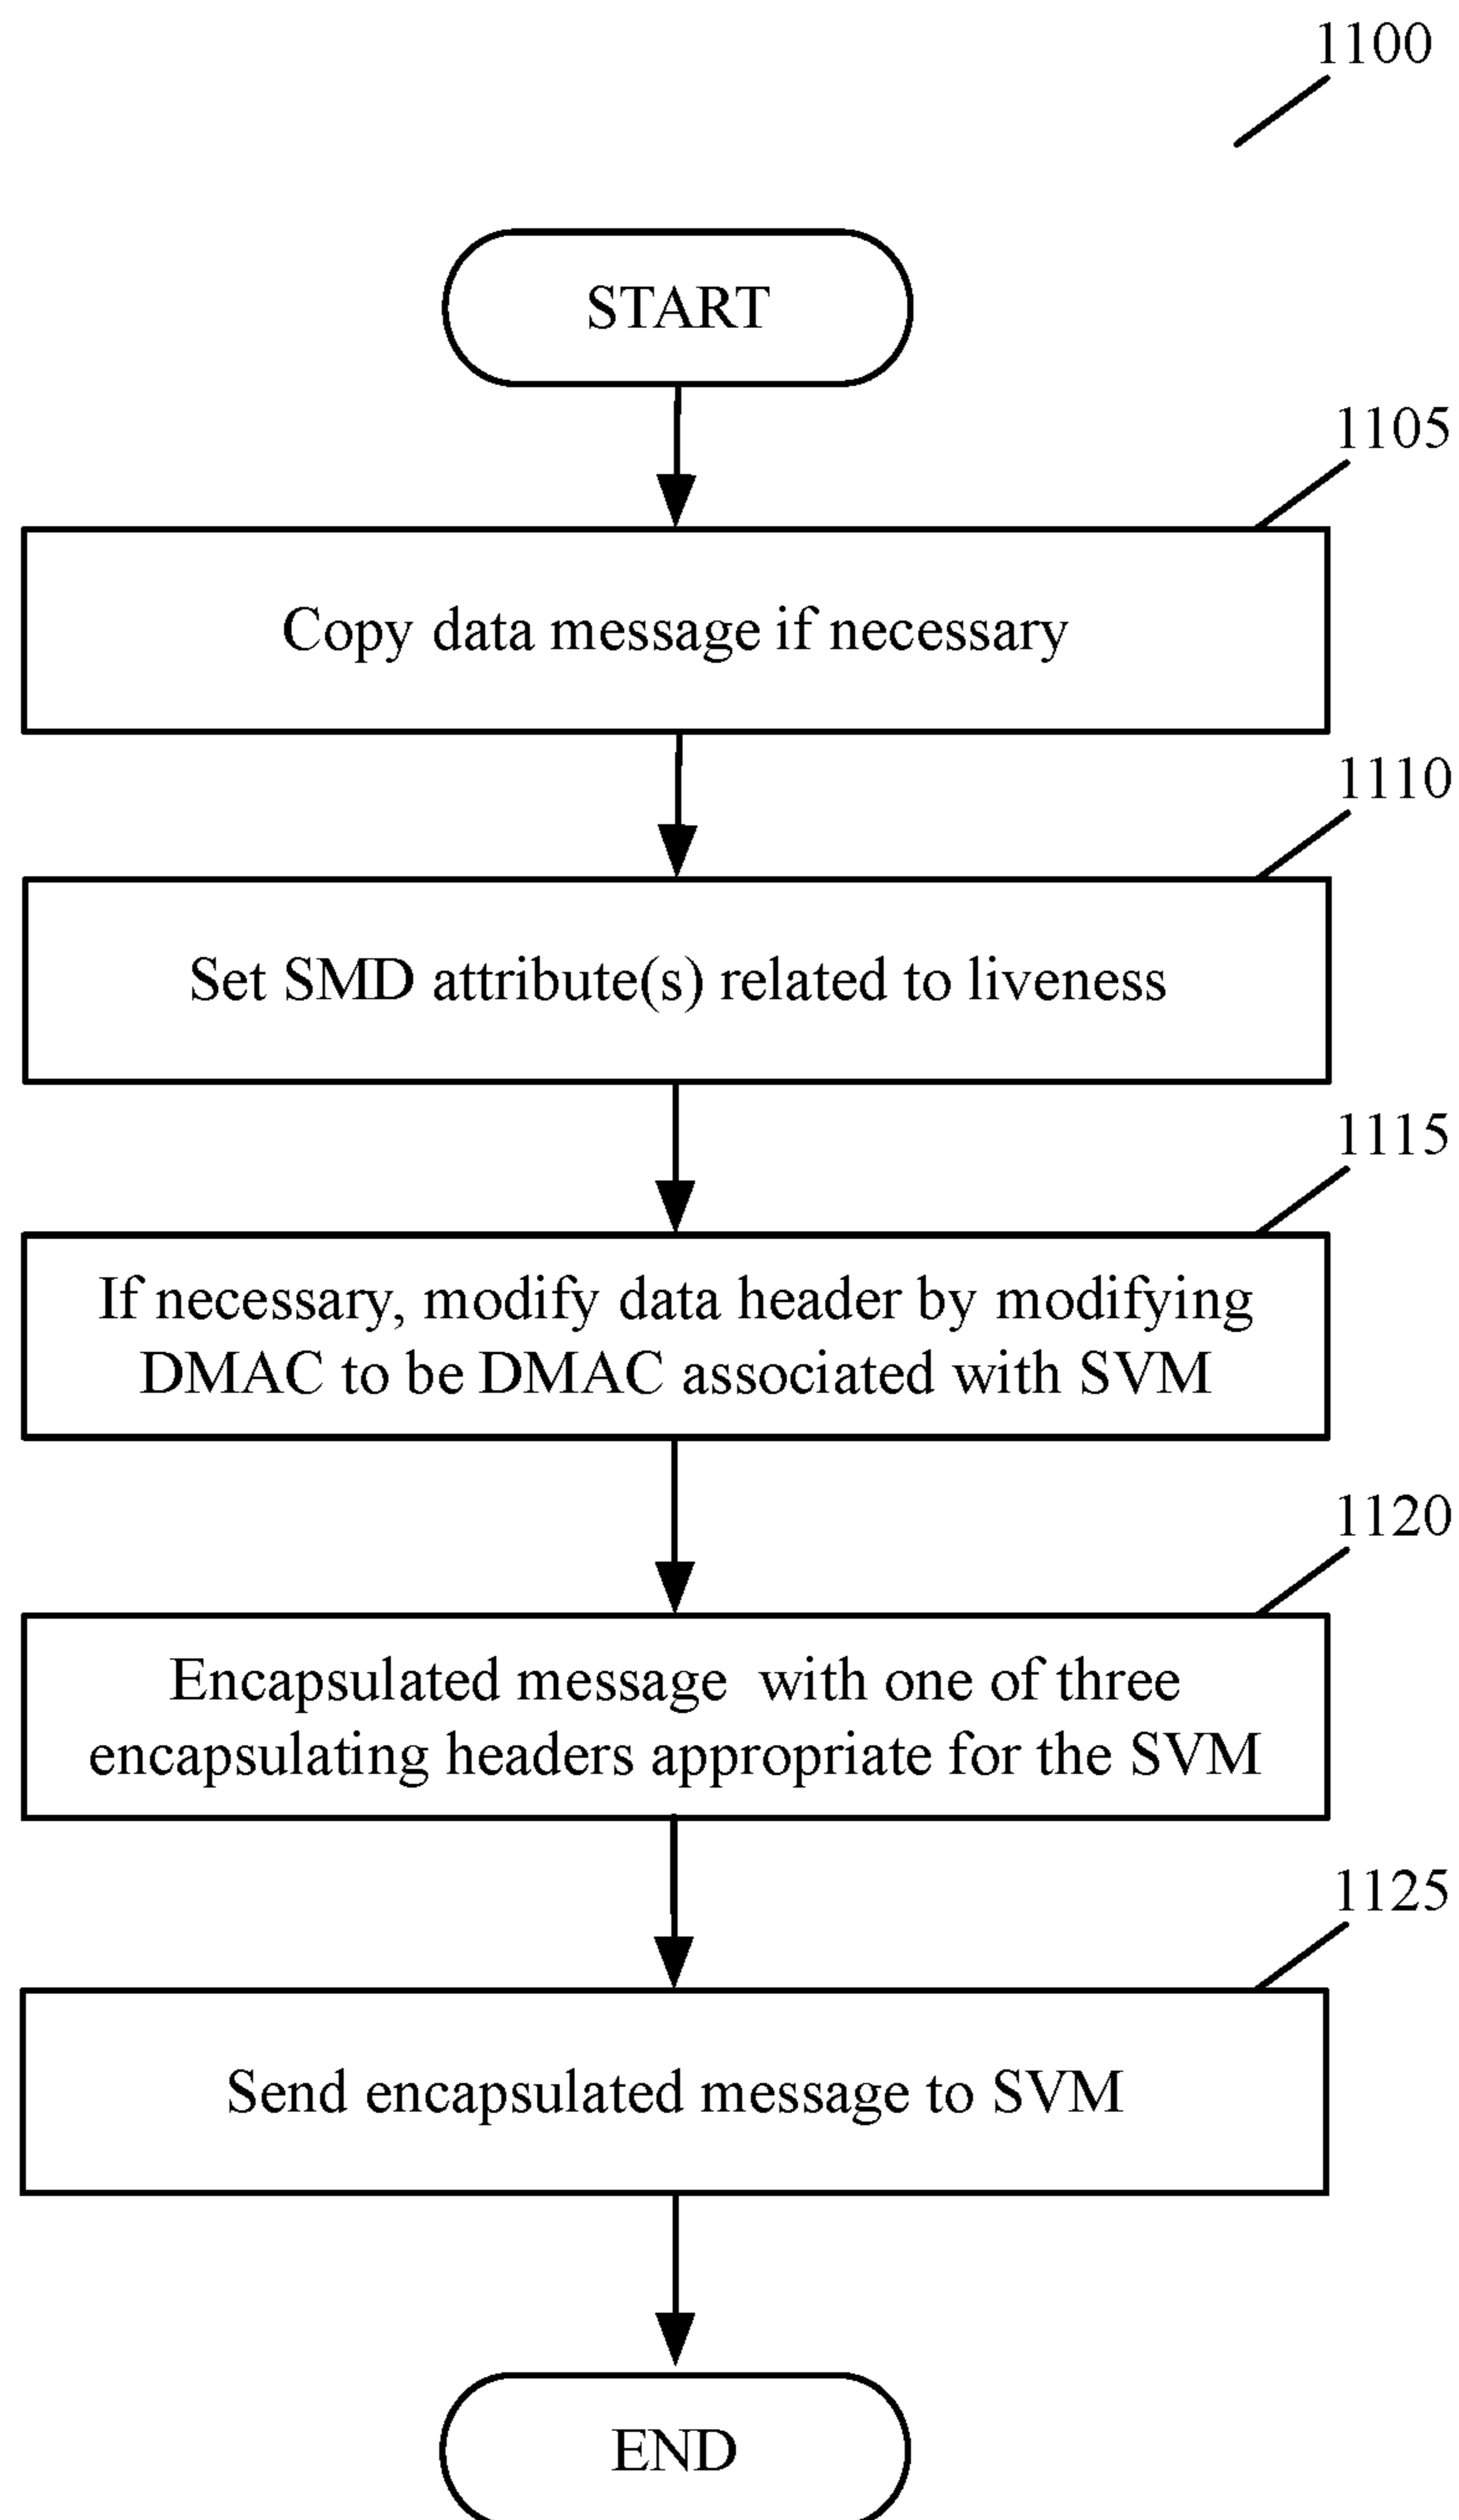 1100
START
1105
Copy data message if necessary
1110
Set SMD attribute(s) related to liveness
1115
If necessary, modify data header by modifying
DMAC to be DMAC associated with SVM
1120
Encapsulated message with one of three
encapsulating headers appropriate for the SVM
1125
Send encapsulated message to SVM
END